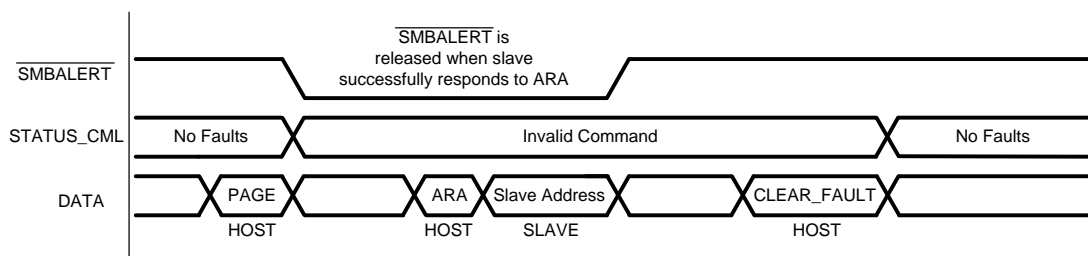 SMBALERT is
released when slave
successfully responds to ARA
SMBALERT
STATUS_CML
No Faults
Invalid Command
No Faults
DATA
PAGE
ARA
Slave Address
CLEAR_FAULT
HOST
HOST
SLAVE
HOST